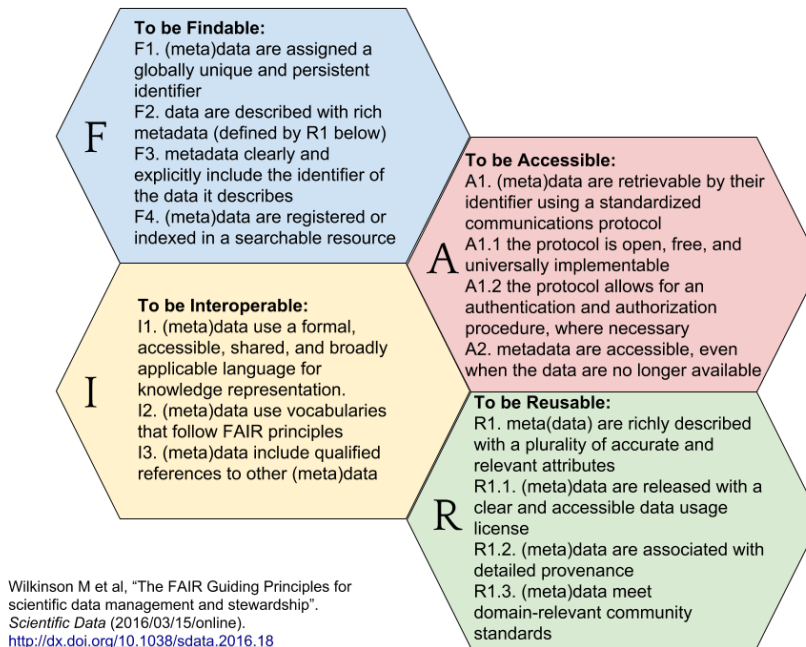 F
To be Findable:
F1. (meta)data are assigned a
globally unique and persistent
identifier
F2. data are described with rich
metadata (defined by R1 below)
F3. metadata clearly and
explicitly include the identifier of
the data it describes
F4. (meta)data are registered or
indexed in a searchable resource
A
To be Accessible:
A1. (meta)data are retrievable by their
identifier using a standardized
communications protocol
A1.1 the protocol is open, free, and
universally implementable
A1.2 the protocol allows for an
authentication and authorization
procedure, where necessary
A2. metadata are accessible, even
when the data are no longer available
I
To be Interoperable:
I1. (meta)data use a formal,
accessible, shared, and broadly
applicable language for
knowledge representation.
I2. (meta)data use vocabularies
that follow FAIR principles
I3. (meta)data include qualified
references to other (meta)data
R
To be Reusable:
R1. meta(data) are richly described
with a plurality of accurate and
relevant attributes
R1.1. (meta)data are released with a
clear and accessible data usage
license
R1.2. (meta)data are associated with
detailed provenance
R1.3. (meta)data meet
domain-relevant community
standards
Wilkinson M et al, “The FAIR Guiding Principles for
scientific data management and stewardship”.
Scientific Data (2016/03/15/online).
http://dx.doi.org/10.1038/sdata.2016.18